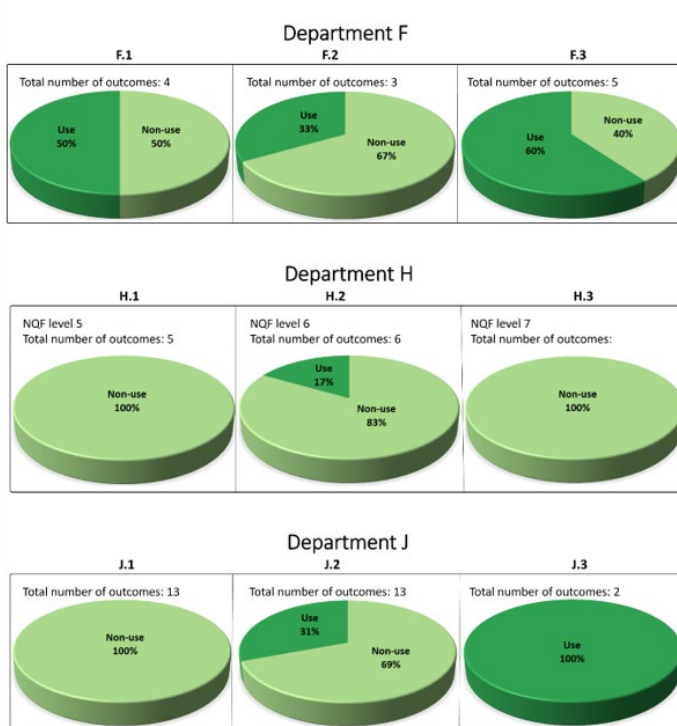 Department F
F.1 F.2 F.3
Total number of outcomes: 4
Use
50%
Non-use
50%
Total number of outcomes: 3
Use
33%
Non-use
67%
Total number of outcomes: 5
Use
60%
Non-use
40%
Department H
H.1 H.2 H.3
NQF level 5
Total number of outcomes: 5
Non-use
100%
NQF level 6
Total number of outcomes: 6
Use
17%
Non-use
83%
NQF level 7
Total number of outcomes:
Non-use
100%
Department J
J.1 J.2 J.3
Total number of outcomes: 13
Non-use
100%
Total number of outcomes: 13
Use
31%
Non-use
69%
Total number of outcomes: 2
Use
100%